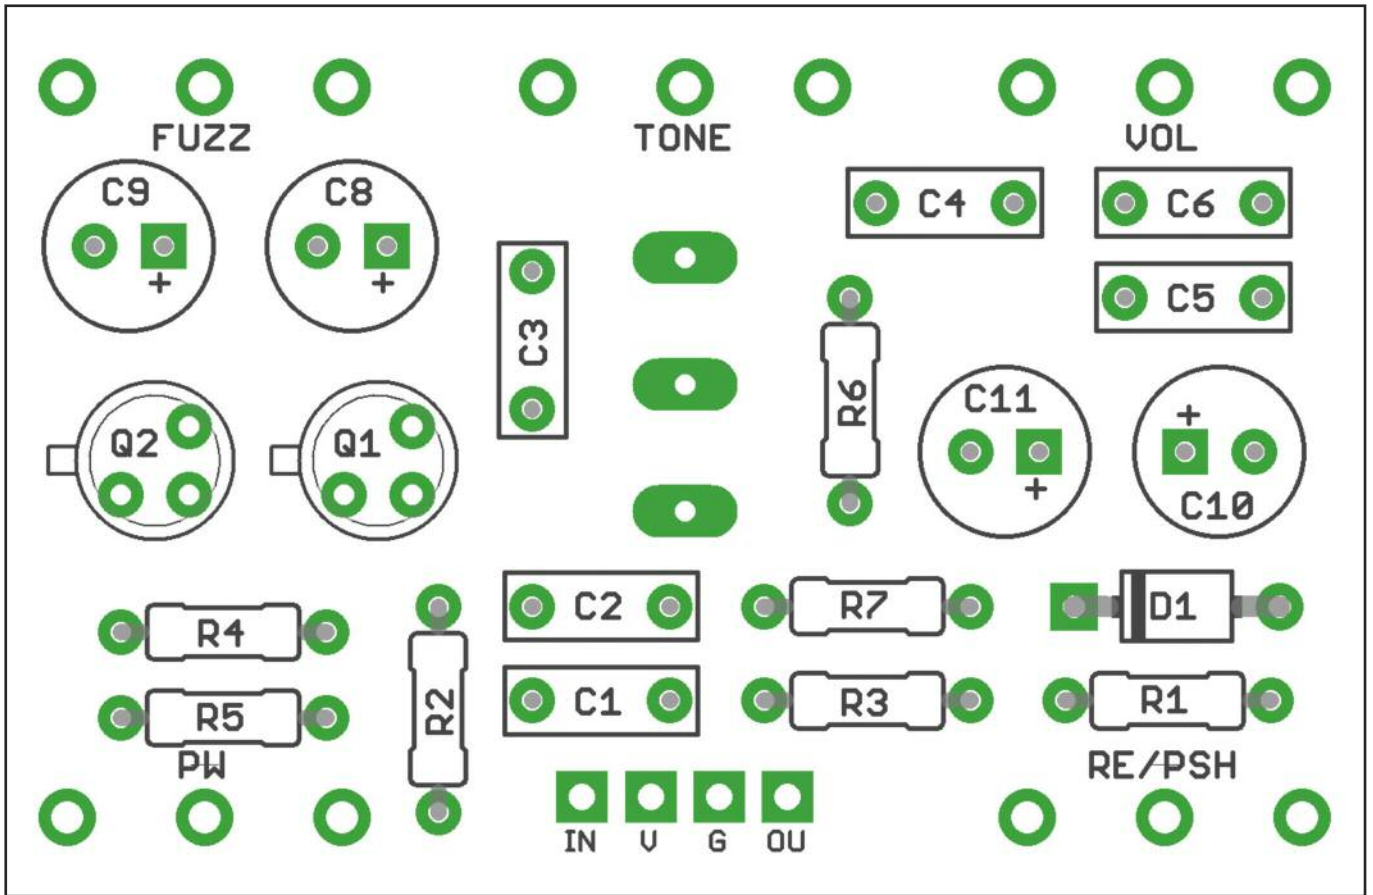 FUZZ TONE VOL
C9 C8 C4 C6
+ + C5
C3
R6 C11 +
Q2 Q1
+ C10
C2 R7 D1
R4
R2 C1 R3 R1
R5
PW RE/PSH
IN V G OU